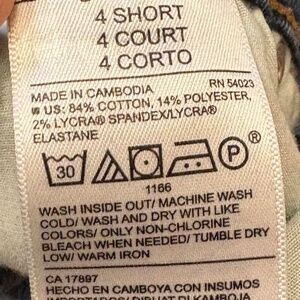 4 SHORT
4 COURT
4 CORTO
MADE IN CAMBODIA RN 54023
US: 84% COTTON, 14% POLYESTER,
2% LYCRA® SPANDEX/LYCRA®
ELASTANE
30 P ®
1166
WASH INSIDE OUT/ MACHINE WASH
COLD/ WASH AND DRY WITH LIKE
COLORS/ ONLY NON-CHLORINE
BLEACH WHEN NEEDED/ TUMBLE DRY
LOW/ WARM IRON
CA 17897
HECHO EN CAMBOYA CON INSUMOS